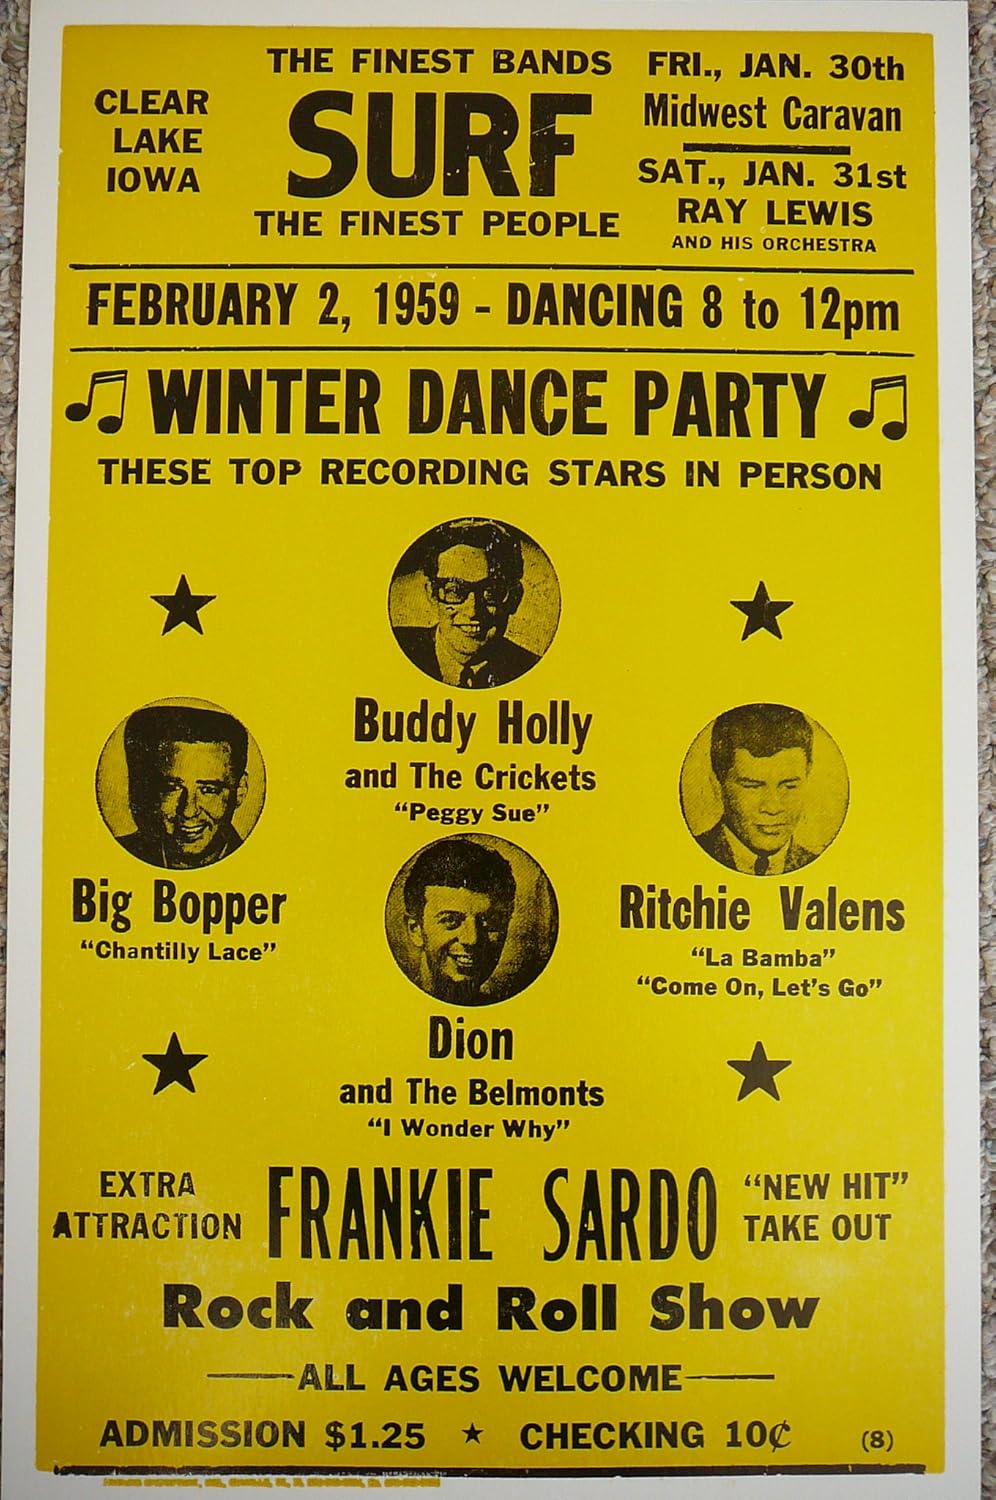 THE FINEST BANDS
CLEAR
LAKE
IOWA
SURF
THE FINEST PEOPLE
FRI., JAN. 30th
Midwest Caravan
SAT., JAN. 31st
RAY LEWIS
AND HIS ORCHESTRA
FEBRUARY 2, 1959 - DANCING 8 to 12pm
WINTER DANCE PARTY
THESE TOP RECORDING STARS IN PERSON
Buddy Holly
and The Crickets
“Peggy Sue”
Big Bopper
“Chantilly Lace”
Ritchie Valens
“La Bamba”
“Come On, Let's Go”
Dion
and The Belmonts
“I Wonder Why”
EXTRA
ATTRACTION
FRANKIE SARDO
“NEW HIT”
TAKE OUT
Rock and Roll Show
ALL AGES WELCOME
ADMISSION $1.25 ★ CHECKING 10¢ (8)